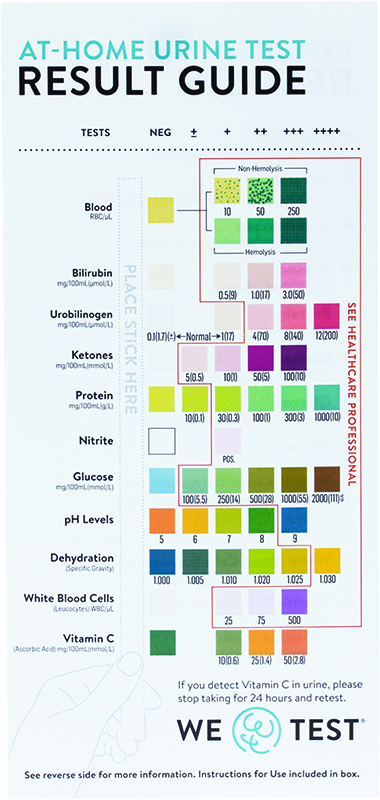 AT-HOME URINE TEST
RESULT GUIDE
TESTS NEG ± + ++ +++ ++++
Non-Hemolysis
Blood
RBC/µL
10 50 250
Hemolysis
Bilirubin
mg/100mL(µmol/L)
0.5(9) 1.0(17) 3.0(50)
Urobilinogen
mg/100mL(µmol/L)
0.1(1.7)(±) Normal 1(17) 4(70) 8(140) 12(200)
Ketones
mg/100mL(mmol/L)
5(0.5) 10(1) 50(5) 100(10)
Protein
mg/100mL(g/L)
10(0.1) 30(0.3) 100(1) 300(3) 1000(10)
Nitrite
POS.
Glucose
mg/100mL(mmol/L)
100(5.5) 250(14) 500(28) 1000(55) 2000(111)≤
pH Levels
5 6 7 8 9
Dehydration
(Specific Gravity)
1.000 1.005 1.010 1.020 1.025 1.030
White Blood Cells
(Leucocytes) WBC/µL
25 75 500
Vitamin C
(Ascorbic Acid) mg/100mL(mmol/L)
10(0.6) 25(1.4) 50(2.8)
PLACE STICK HERE
SEE HEALTHCARE PROFESSIONAL
If you detect Vitamin C in urine, please
stop taking for 24 hours and retest.
WE TEST®
See reverse side for more information. Instructions for Use included in box.